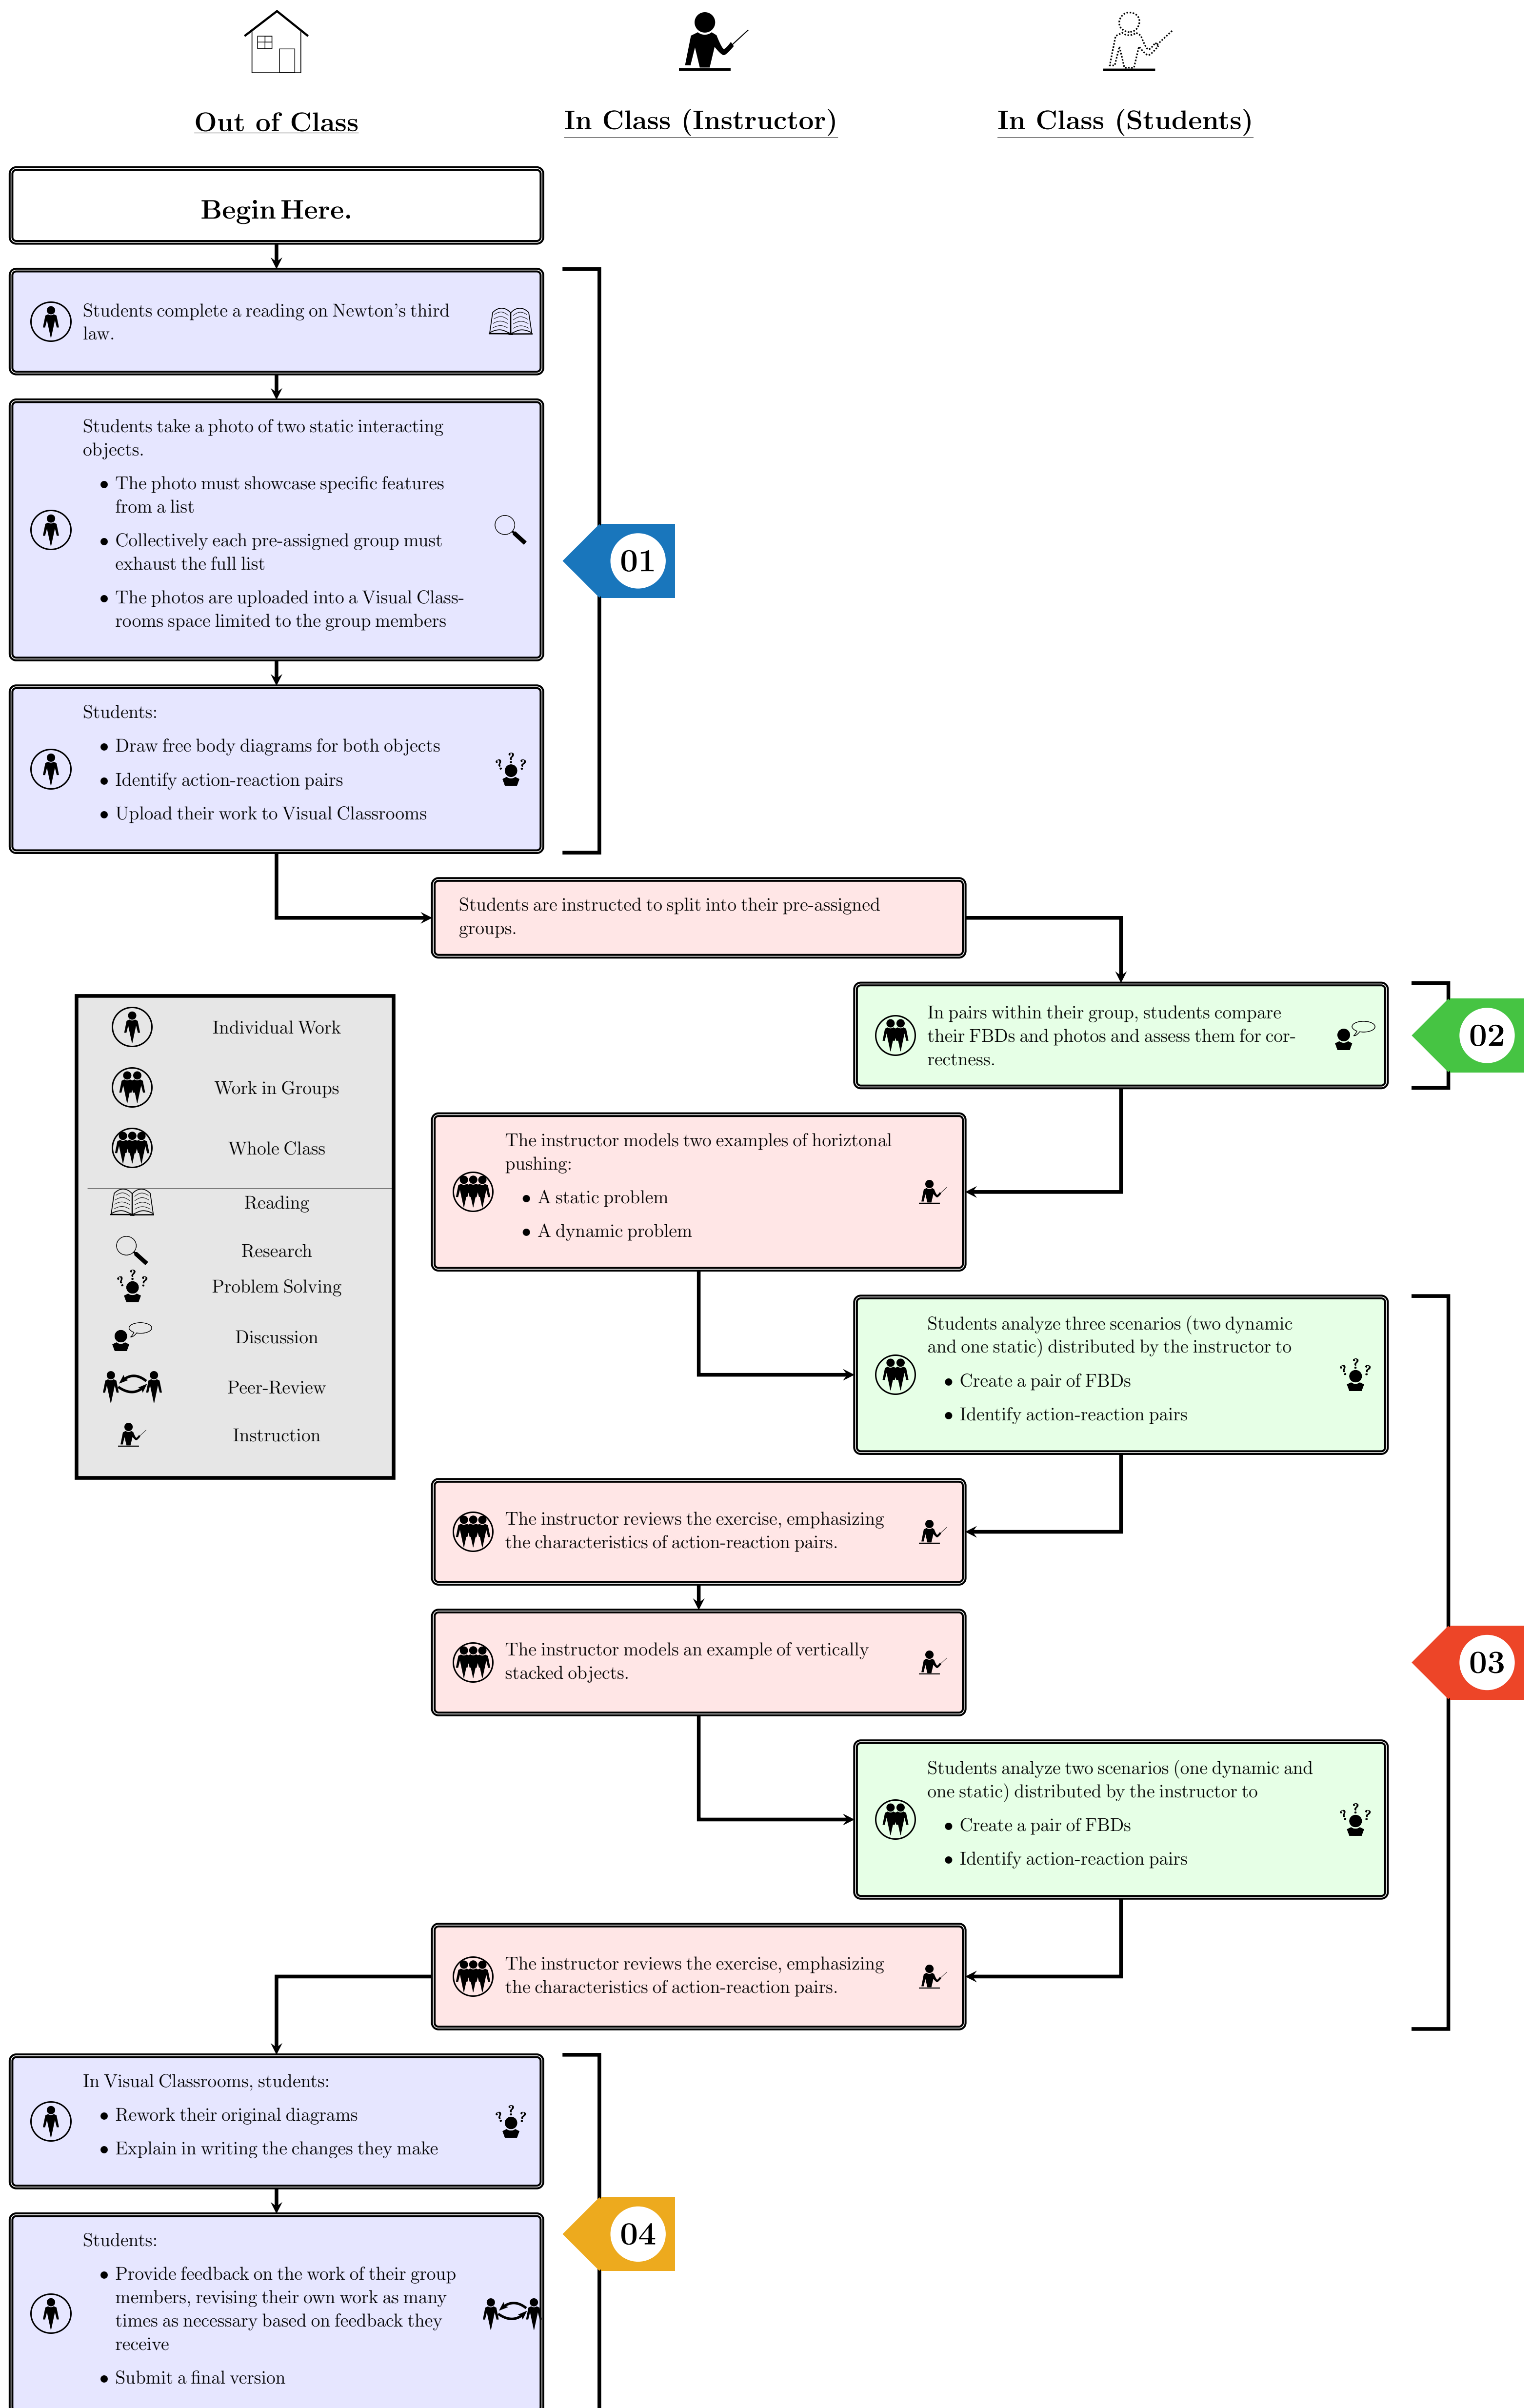 Out of Class
In Class (Instructor)
In Class (Students)
Begin Here.
Students complete a reading on Newton's third
law.
Students take a photo of two static interacting
objects.
• The photo must showcase specific features
from a list
• Collectively each pre-assigned group must
exhaust the full list
• The photos are uploaded into a Visual Class-
rooms space limited to the group members
01
Students:
• Draw free body diagrams for both objects
• Identify action-reaction pairs
• Upload their work to Visual Classrooms
Students are instructed to split into their pre-assigned
groups.
In pairs within their group, students compare
their FBDs and photos and assess them for cor-
rectness.
02
Individual Work
Work in Groups
Whole Class
Reading
Research
Problem Solving
Discussion
Peer-Review
Instruction
The instructor models two examples of horiztonal
pushing:
• A static problem
• A dynamic problem
Students analyze three scenarios (two dynamic
and one static) distributed by the instructor to
• Create a pair of FBDs
• Identify action-reaction pairs
The instructor reviews the exercise, emphasizing
the characteristics of action-reaction pairs.
The instructor models an example of vertically
stacked objects.
03
Students analyze two scenarios (one dynamic and
one static) distributed by the instructor to
• Create a pair of FBDs
• Identify action-reaction pairs
The instructor reviews the exercise, emphasizing
the characteristics of action-reaction pairs.
In Visual Classrooms, students:
• Rework their original diagrams
• Explain in writing the changes they make
04
Students:
• Provide feedback on the work of their group
members, revising their own work as many
times as necessary based on feedback they
receive
• Submit a final version